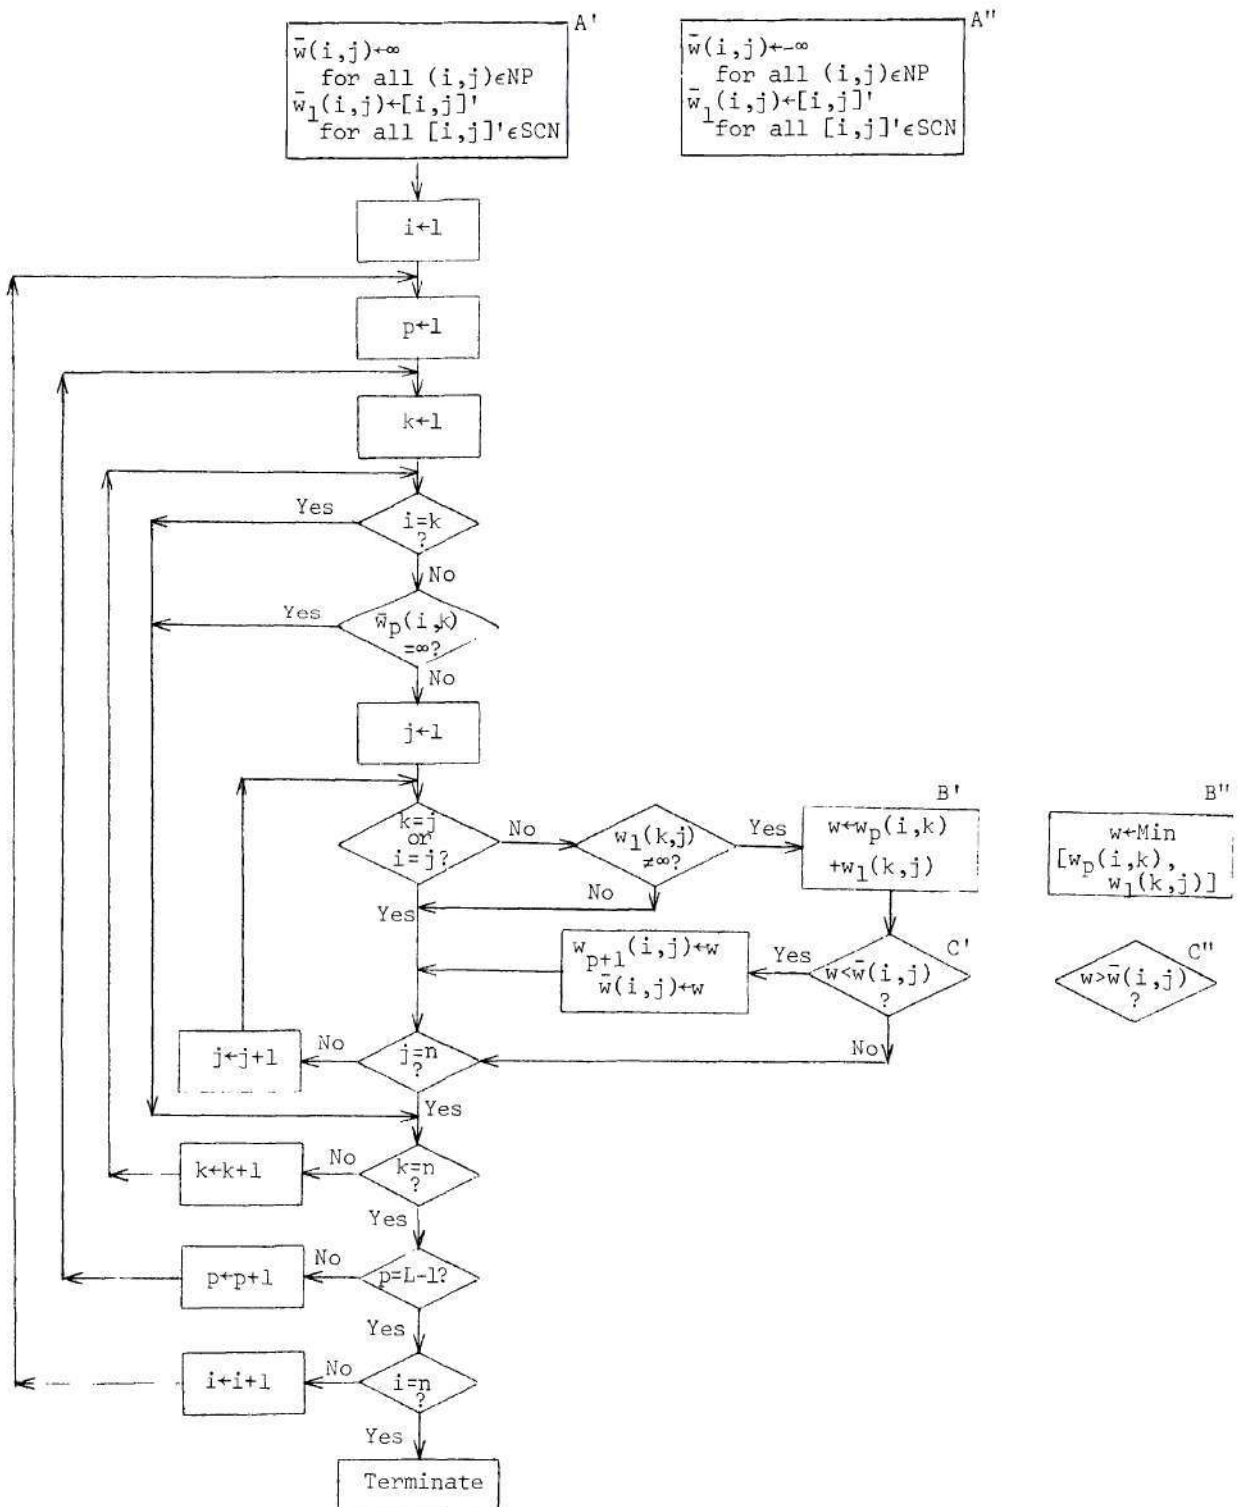 A'
w̄(i,j)←∞
for all (i,j)εNP
w̄1(i,j)←[i,j]'
for all [i,j]'εSCN
A"
w̄(i,j)←-∞
for all (i,j)εNP
w̄1(i,j)←[i,j]'
for all [i,j]'εSCN
i←1
p←1
k←1
Yes
i=k
?
No
Yes
w̄p(i,k)
=∞?
No
j←1
k=j
or
i=j?
No
w1(k,j)
≠∞?
Yes
B'
w←wp(i,k)
+w1(k,j)
B"
w←Min
[wp(i,k),
w1(k,j)]
No
Yes
wp+1(i,j)←w
w̄(i,j)←w
Yes
C'
w<w̄(i,j)
?
C"
w>w̄(i,j)
?
j←j+1
No
j=n
?
No
Yes
k←k+1
No
k=n
?
Yes
p←p+1
No
p=L-1?
Yes
i←i+1
No
i=n
?
Yes
Terminate